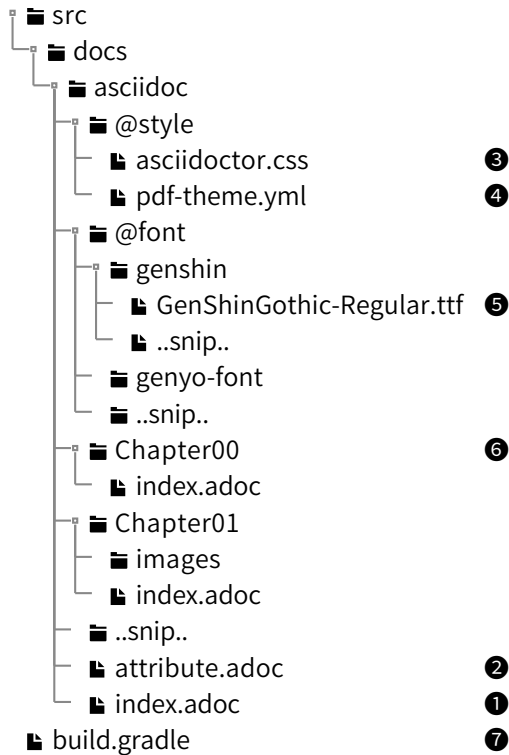 src
docs
asciidoc
@style
asciidoctor.css ❸
pdf-theme.yml ❹
@font
genshin
GenShinGothic-Regular.ttf ❺
..snip..
genyo-font
..snip..
Chapter00 ❻
index.adoc
Chapter01
images
index.adoc
..snip..
attribute.adoc ❷
index.adoc ❶
build.gradle ❼